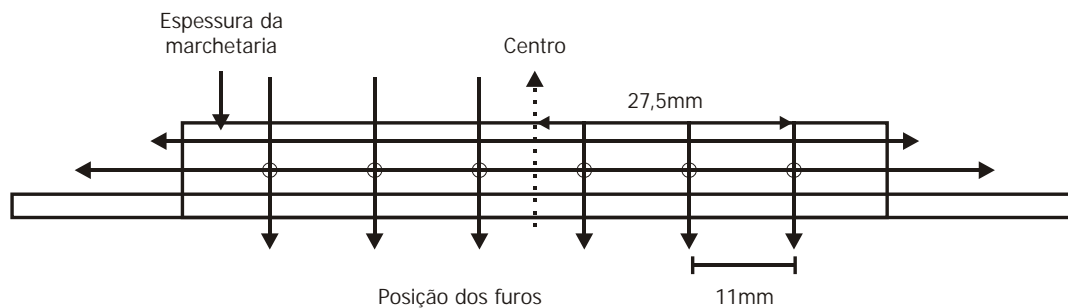 Espessura da
marchetaria
Centro
27,5mm
Posição dos furos
11mm